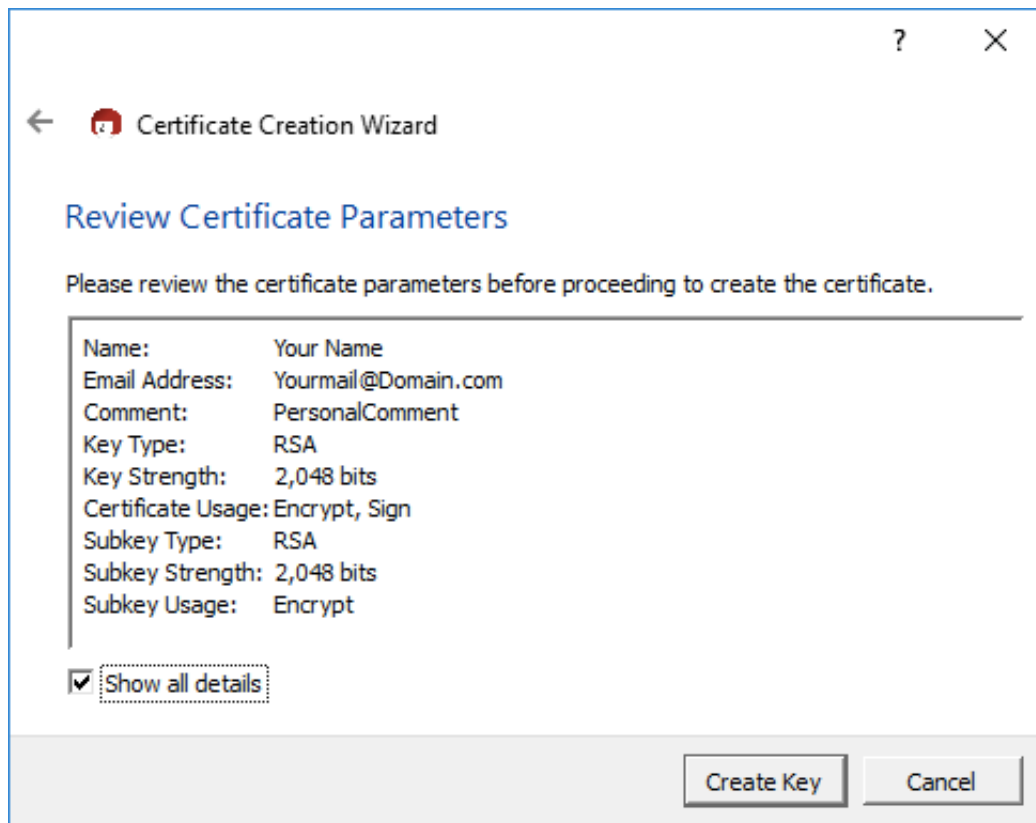 ?
Certificate Creation Wizard
Review Certificate Parameters
Please review the certificate parameters before proceeding to create the certificate.
Name: Your Name
Email Address: Yourmail@Domain.com
Comment: PersonalComment
Key Type: RSA
Key Strength: 2,048 bits
Certificate Usage: Encrypt, Sign
Subkey Type: RSA
Subkey Strength: 2,048 bits
Subkey Usage: Encrypt
Show all details
Create Key Cancel